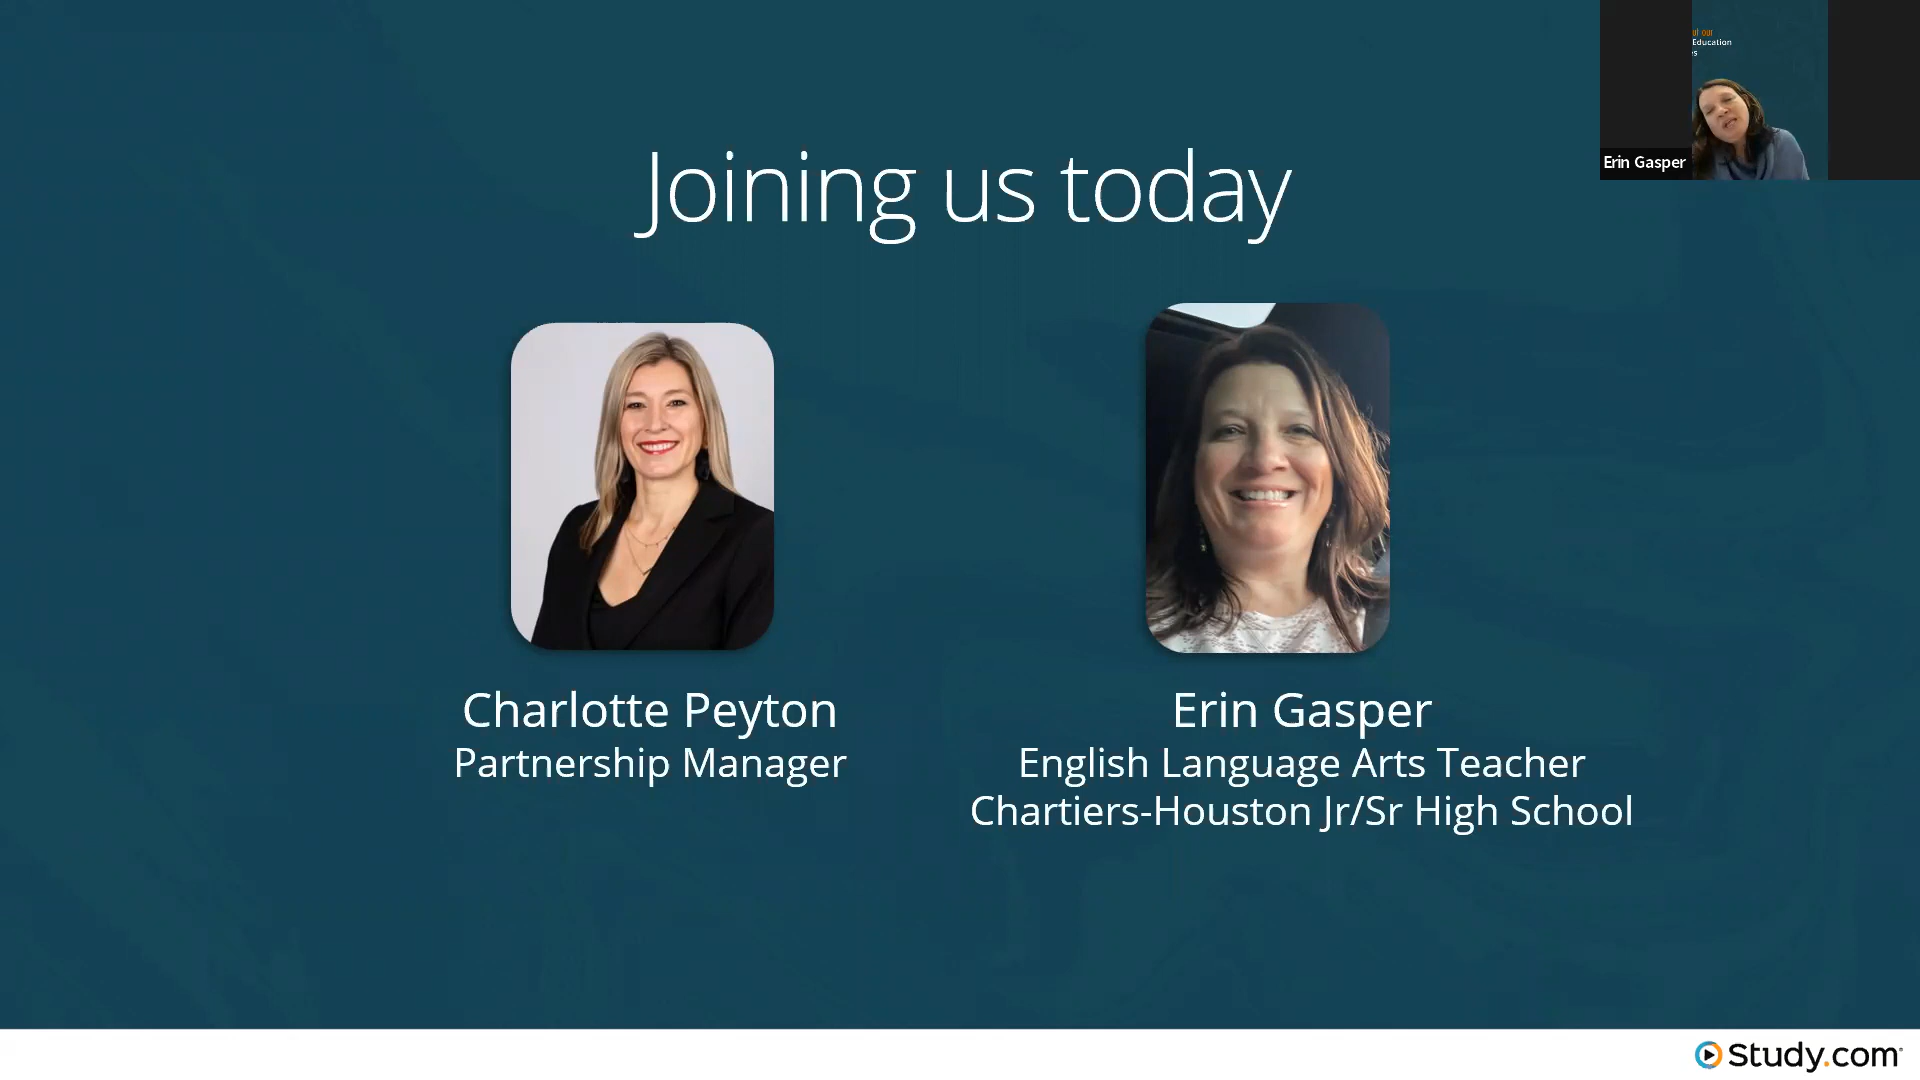 Education
Erin Gasper
Joining us today
Charlotte Peyton
Partnership Manager
Erin Gasper
English Language Arts Teacher
Chartiers-Houston Jr/Sr High School
Study.com